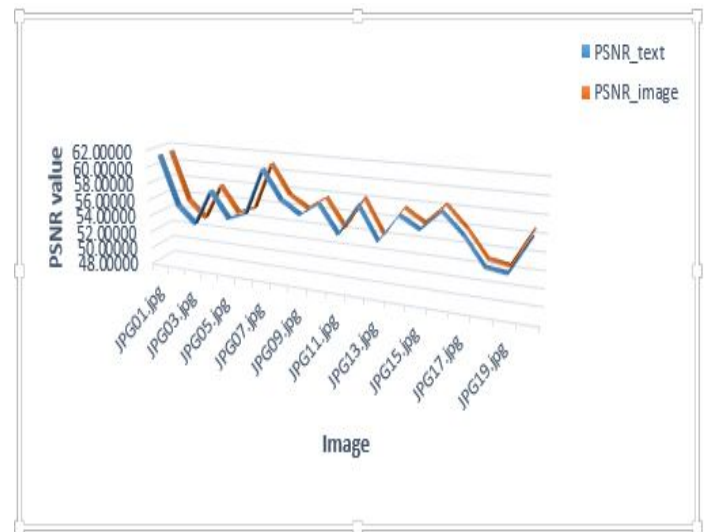 PSNR_text
PSNR_image
PSNR value
62.00000
60.00000
58.00000
56.00000
54.00000
52.00000
50.00000
48.00000
JPG01.jpg
JPG03.jpg
JPG05.jpg
JPG07.jpg
JPG09.jpg
JPG11.jpg
JPG13.jpg
JPG15.jpg
JPG17.jpg
JPG19.jpg
Image